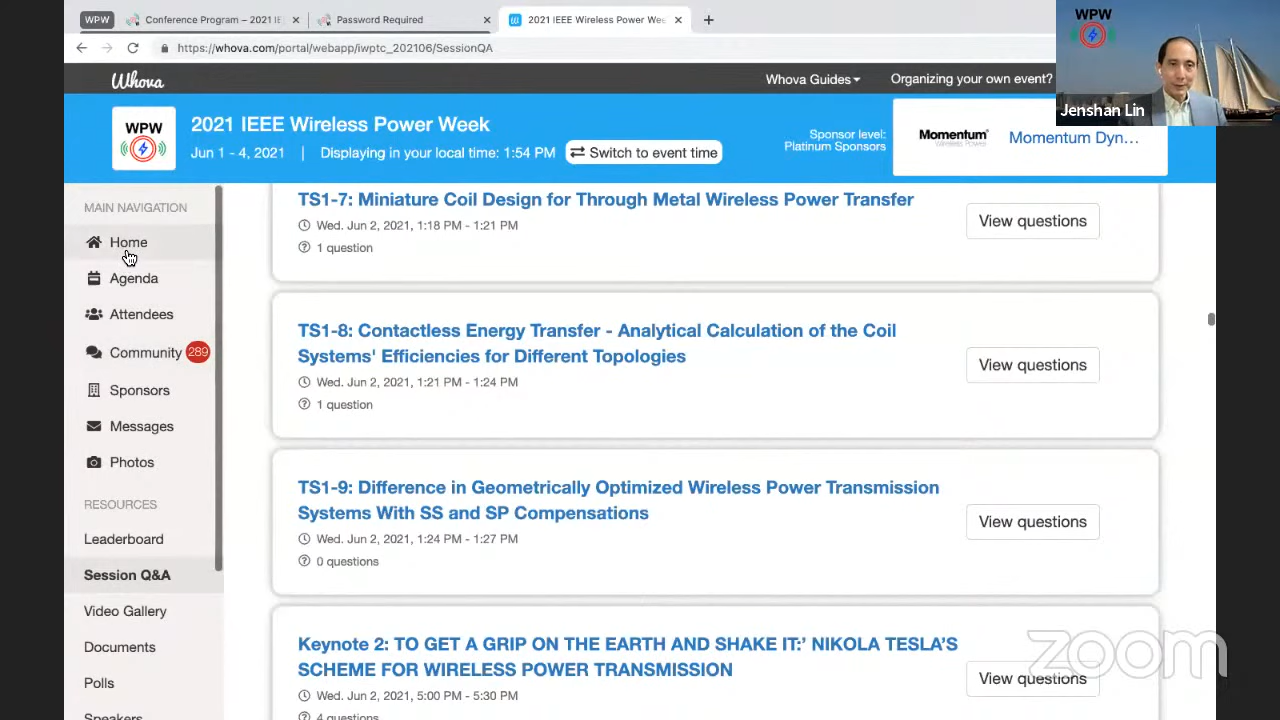 WPW
Conference Program – 2021 IE
Password Required
2021 IEEE Wireless Power Wee
https://whova.com/portal/webapp/iwptc_202106/SessionQA
WPW
Jenshan Lin
Whova
Whova Guides
Organizing your own event?
WPW
2021 IEEE Wireless Power Week
Jun 1 - 4, 2021 | Displaying in your local time: 1:54 PM
Switch to event time
Sponsor level:
Platinum Sponsors
Momentum
Wireless Power
Momentum Dyn...
MAIN NAVIGATION
Home
Agenda
Attendees
Community 289
Sponsors
Messages
Photos
RESOURCES
Leaderboard
Session Q&A
Video Gallery
Documents
Polls
Speakers
TS1-7: Miniature Coil Design for Through Metal Wireless Power Transfer
Wed. Jun 2, 2021, 1:18 PM - 1:21 PM
1 question
View questions
TS1-8: Contactless Energy Transfer - Analytical Calculation of the Coil
Systems' Efficiencies for Different Topologies
Wed. Jun 2, 2021, 1:21 PM - 1:24 PM
1 question
View questions
TS1-9: Difference in Geometrically Optimized Wireless Power Transmission
Systems With SS and SP Compensations
Wed. Jun 2, 2021, 1:24 PM - 1:27 PM
0 questions
View questions
Keynote 2: TO GET A GRIP ON THE EARTH AND SHAKE IT:’ NIKOLA TESLA’S
SCHEME FOR WIRELESS POWER TRANSMISSION
Wed. Jun 2, 2021, 5:00 PM - 5:30 PM
4 questions
View questions
zoom